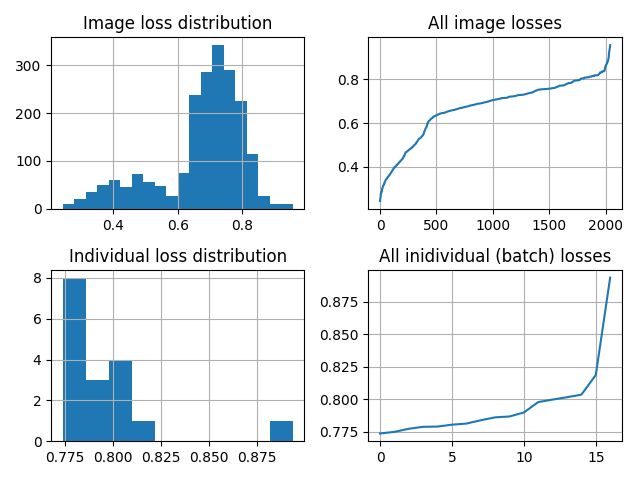 Image loss distribution
300
200
100
0
0.4 0.6 0.8
All image losses
0.8
0.6
0.4
0 500 1000 1500 2000
Individual loss distribution
8
6
4
2
0
0.775 0.800 0.825 0.850 0.875
All inidividual (batch) losses
0.875
0.850
0.825
0.800
0.775
0 5 10 15